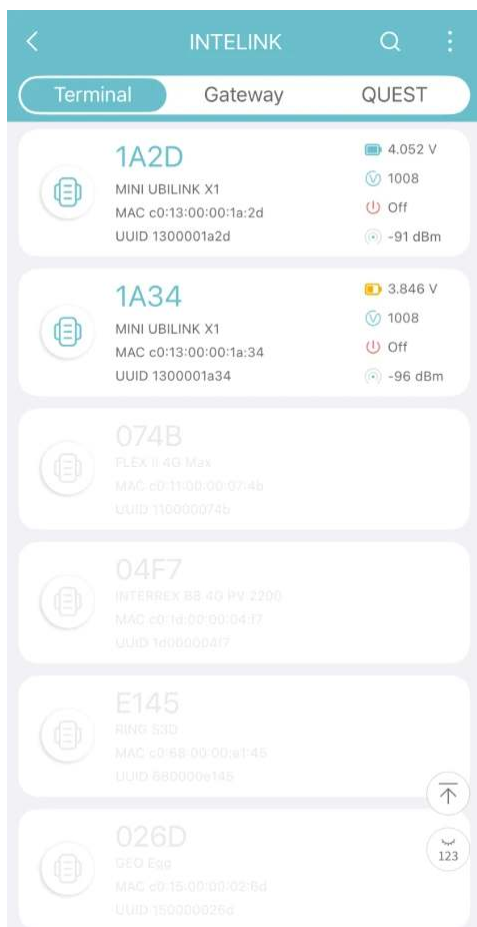 INTELINK
Terminal Gateway QUEST
1A2D
MINI UBILINK X1
MAC c0:13:00:00:1a:2d
UUID 1300001a2d
4.052 V
1008
Off
-91 dBm
1A34
MINI UBILINK X1
MAC c0:13:00:00:1a:34
UUID 1300001a34
3.846 V
1008
Off
-96 dBm
074B
FLEX II 4G Max
MAC c0:11:00:00:07:4b
UUID 110000074b
04F7
INTERREX 88 4G RV 2200
MAC c0:1d:00:00:04:f7
UUID 1d000004f7
E145
RING S3D
MAC c0:68:00:00:e1:45
UUID 680000e145
026D
GEO Egg
MAC c0:15:00:00:02:6d
UUID 150000026d
123